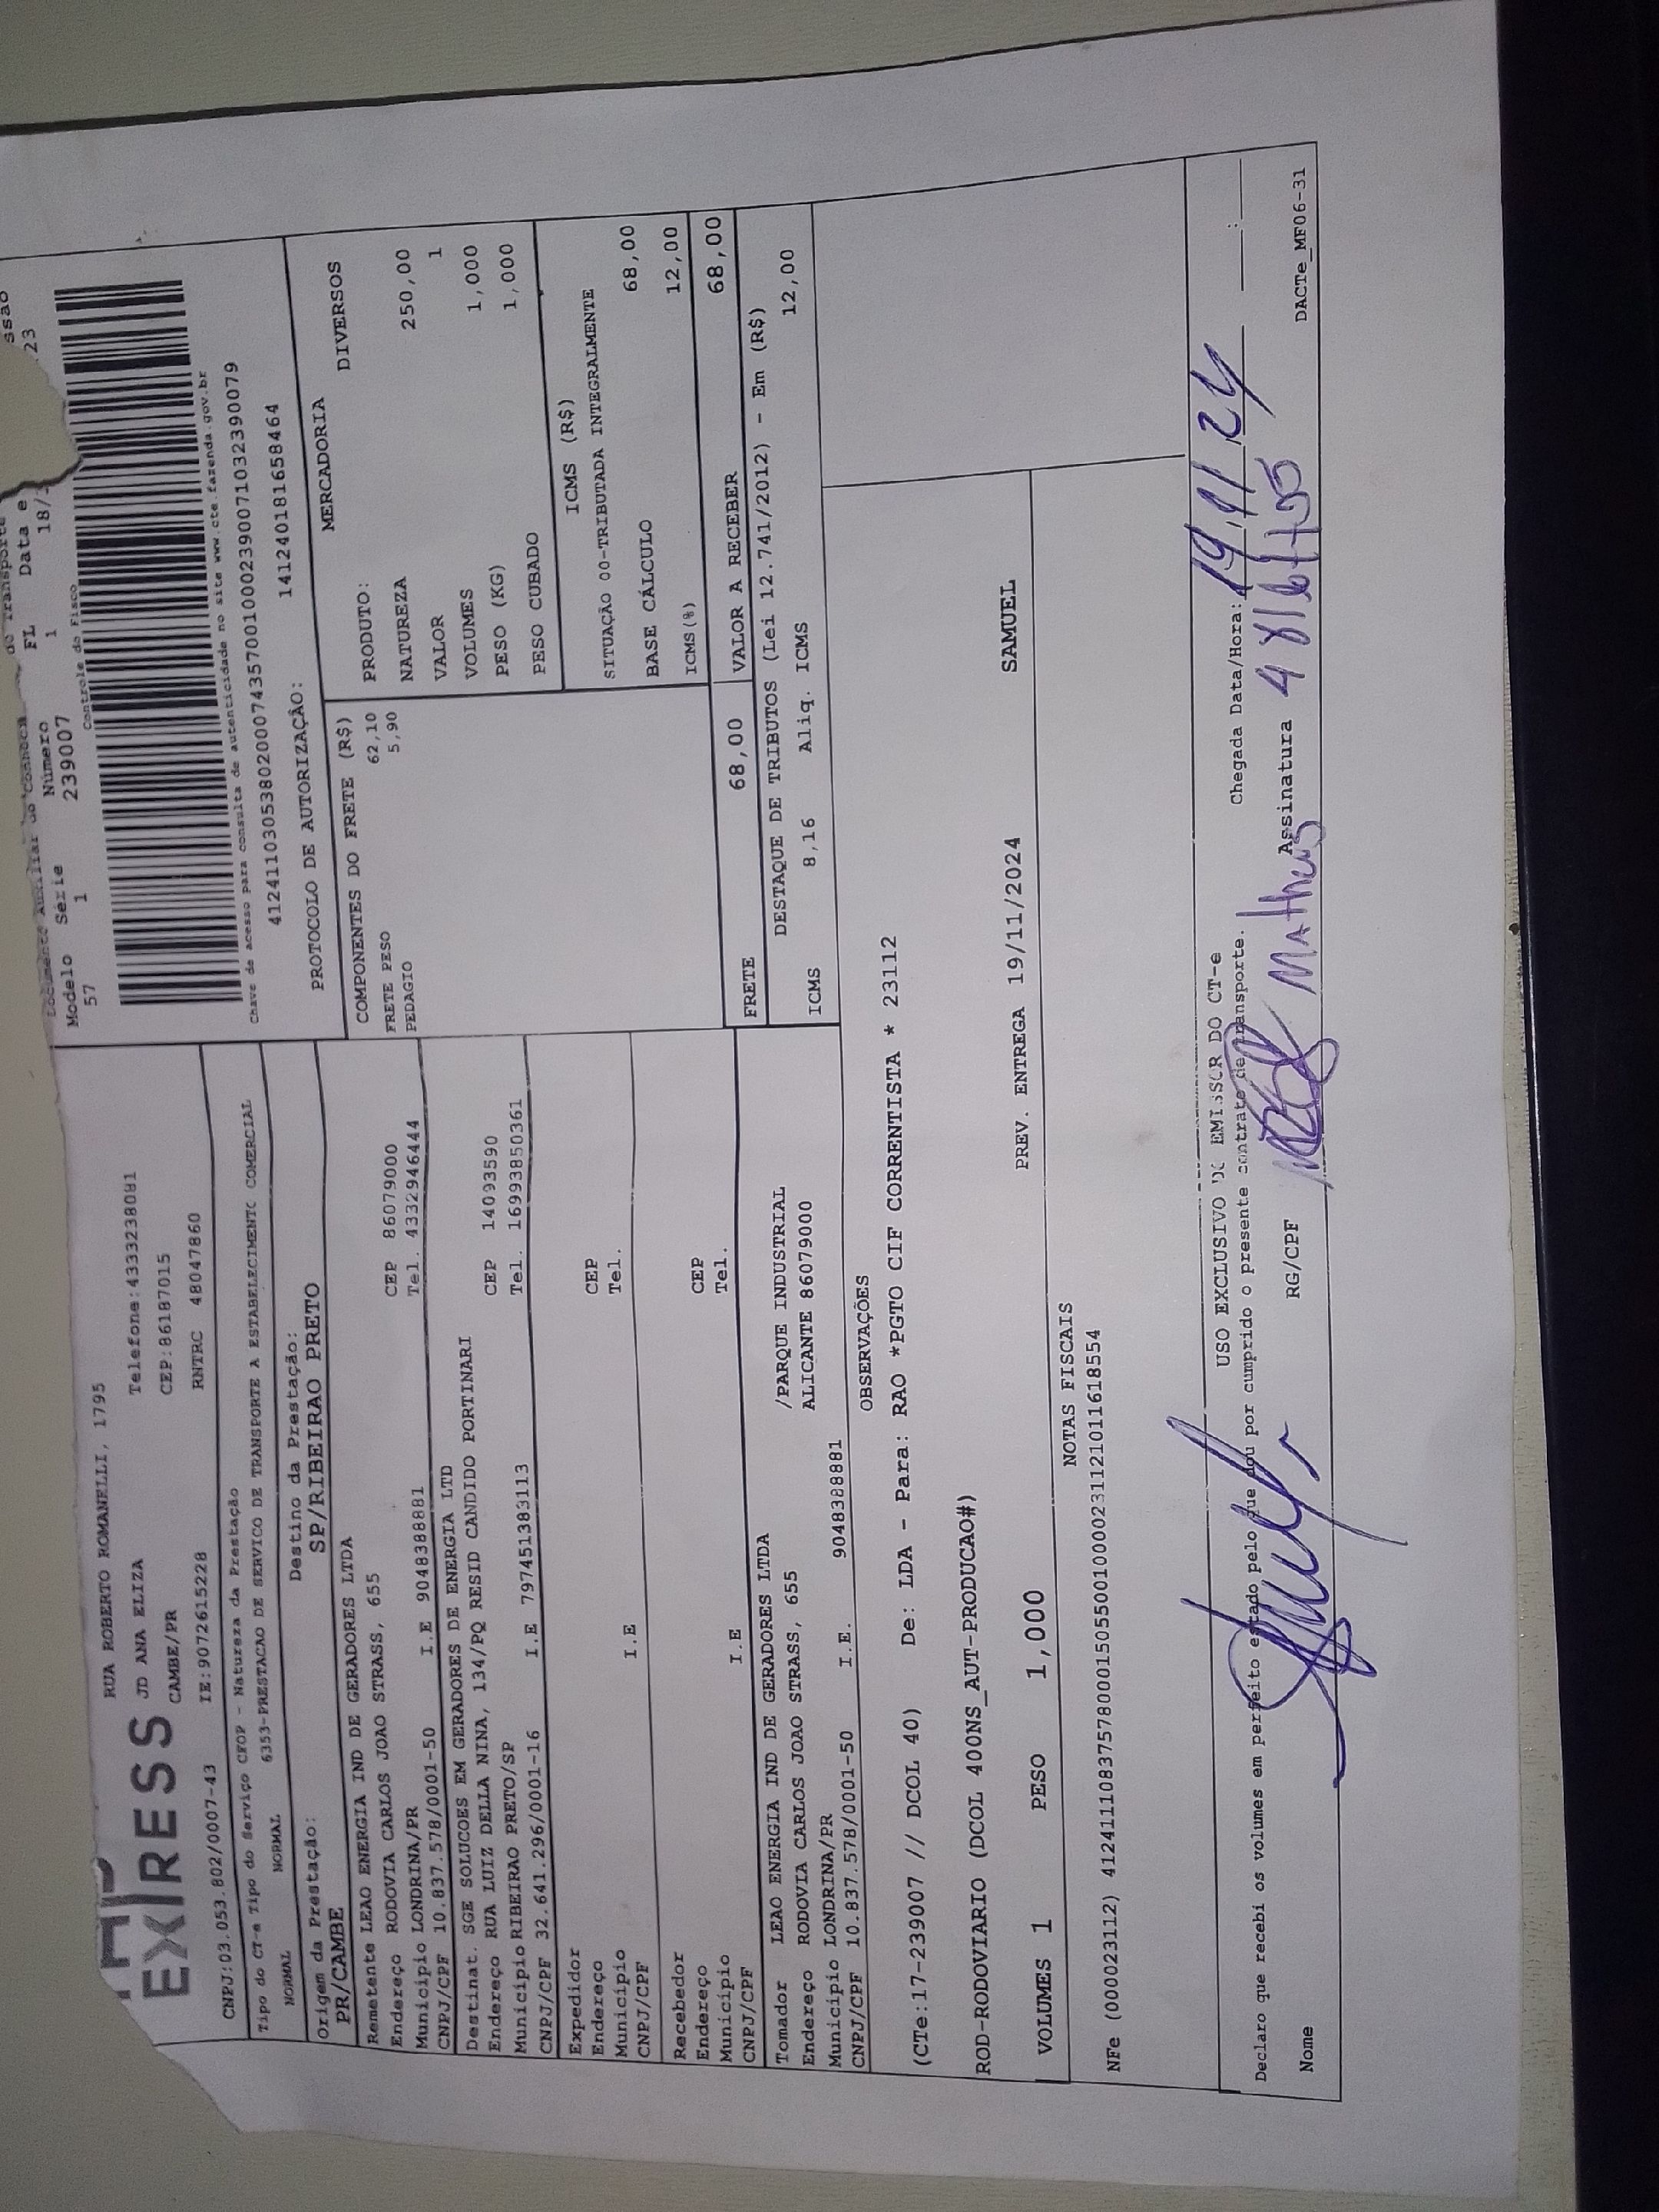 EXPRESS
RUA ROBERTO ROMANELLI, 1795
JD ANA ELIZA Telefone:4333238081
CAMBE/PR CEP:86187015
CNPJ:03.053.802/0007-43 IE:9072615228 RNTRC 48047860
Documento Auxiliar do Conhec de Transporte
Modelo Série Número FL Data e
57 1 239007 1 18/
23
Controle do Fisco
Chave de acesso para consulta de autenticidade no site www.cte.fazenda.gov.br
41241103053802000743570010002390071032390079
PROTOCOLO DE AUTORIZAÇÃO: 141240181658464
Tipo do CT-e Tipo do Serviço CFOP - Natureza da Prestação
NORMAL NORMAL 6353-PRESTACAO DE SERVICO DE TRANSPORTE A ESTABELECIMENTO COMERCIAL
Origem da Prestação: Destino da Prestação:
PR/CAMBE SP/RIBEIRAO PRETO
Remetente LEAO ENERGIA IND DE GERADORES LTDA
Endereço RODOVIA CARLOS JOAO STRASS, 655
Município LONDRINA/PR CEP 86079000
CNPJ/CPF 10.837.578/0001-50 I.E 9048388881 Tel. 4332946444
Destinat. SGE SOLUCOES EM GERADORES DE ENERGIA LTD
Endereço RUA LUIZ DELLA NINA, 134/PQ RESID CANDIDO PORTINARI
Município RIBEIRAO PRETO/SP CEP 14093590
CNPJ/CPF 32.641.296/0001-16 I.E 797451383113 Tel. 16993850361
Expedidor
Endereço
Município CEP
CNPJ/CPF I.E Tel.
Recebedor
Endereço
Município CEP
CNPJ/CPF I.E Tel.
Tomador LEAO ENERGIA IND DE GERADORES LTDA
Endereço RODOVIA CARLOS JOAO STRASS, 655 /PARQUE INDUSTRIAL
Município LONDRINA/PR ALICANTE 86079000
CNPJ/CPF 10.837.578/0001-50 I.E. 9048388881
COMPONENTES DO FRETE (R$)
FRETE PESO 62,10
PEDAGIO 5,90
MERCADORIA
PRODUTO: DIVERSOS
NATUREZA
VALOR 250,00
VOLUMES 1
PESO (KG) 1,000
PESO CUBADO 1,000
ICMS (R$)
SITUAÇÃO 00-TRIBUTADA INTEGRALMENTE
BASE CÁLCULO 68,00
ICMS(%) 12,00
FRETE 68,00 VALOR A RECEBER 68,00
DESTAQUE DE TRIBUTOS (Lei 12.741/2012) - Em (R$)
ICMS 8,16 Aliq. ICMS 12,00
OBSERVAÇÕES
(CTe:17-239007 // DCOL 40) De: LDA - Para: RAO *PGTO CIF CORRENTISTA * 23112
ROD-RODOVIARIO (DCOL 400NS_AUT-PRODUCAO#)
VOLUMES 1 PESO 1,000 PREV. ENTREGA 19/11/2024 SAMUEL
NOTAS FISCAIS
NFe (000023112) 41241110837578000150550010000231121011618554
USO EXCLUSIVO DO EMISSOR DO CT-e
Declaro que recebi os volumes em perfeito estado pelo que dou por cumprido o presente contrato de transporte. Chegada Data/Hora: 19/11/24 :
Nome RG/CPF Matheus Assinatura
DACTe_MF06-31